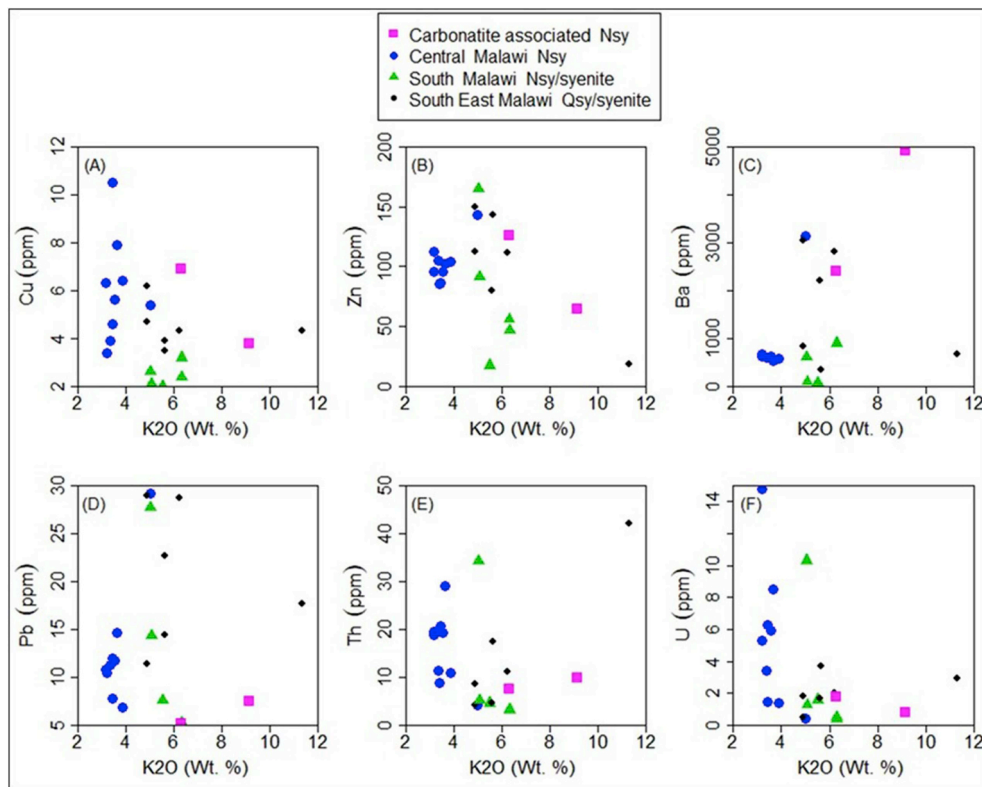 Carbonatite associated Nsy
Central Malawi Nsy
South Malawi Nsy/syenite
South East Malawi Qsy/syenite
(A)
Cu (ppm)
12
10
8
6
4
2
2 4 6 8 10 12
K2O (Wt. %)
(B)
Zn (ppm)
200
150
100
50
0
2 4 6 8 10 12
K2O (Wt. %)
(C)
Ba (ppm)
5000
3000
1000
0
2 4 6 8 10 12
K2O (Wt. %)
(D)
Pb (ppm)
30
25
20
15
10
5
2 4 6 8 10 12
K2O (Wt. %)
(E)
Th (ppm)
50
40
30
20
10
0
2 4 6 8 10 12
K2O (Wt. %)
(F)
U (ppm)
14
10
8
6
4
2
0
2 4 6 8 10 12
K2O (Wt. %)